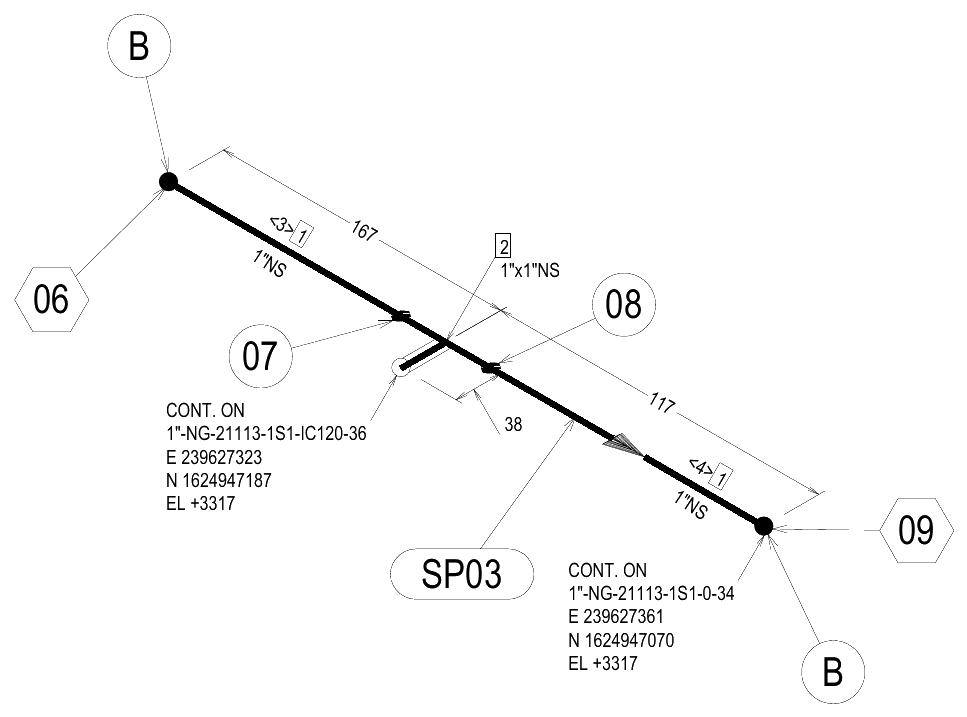 B
06
<3> 1
1"NS
167
2
1"x1"NS
08
07
117
38
CONT. ON
1"-NG-21113-1S1-IC120-36
E 239627323
N 1624947187
EL +3317
<4> 1
1"NS
09
SP03
CONT. ON
1"-NG-21113-1S1-0-34
E 239627361
N 1624947070
EL +3317
B